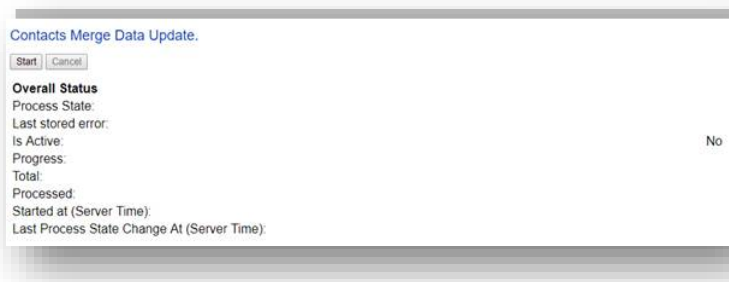 Contacts Merge Data Update.
Start Cancel
Overall Status
Process State:
Last stored error:
Is Active: No
Progress:
Total:
Processed:
Started at (Server Time):
Last Process State Change At (Server Time):